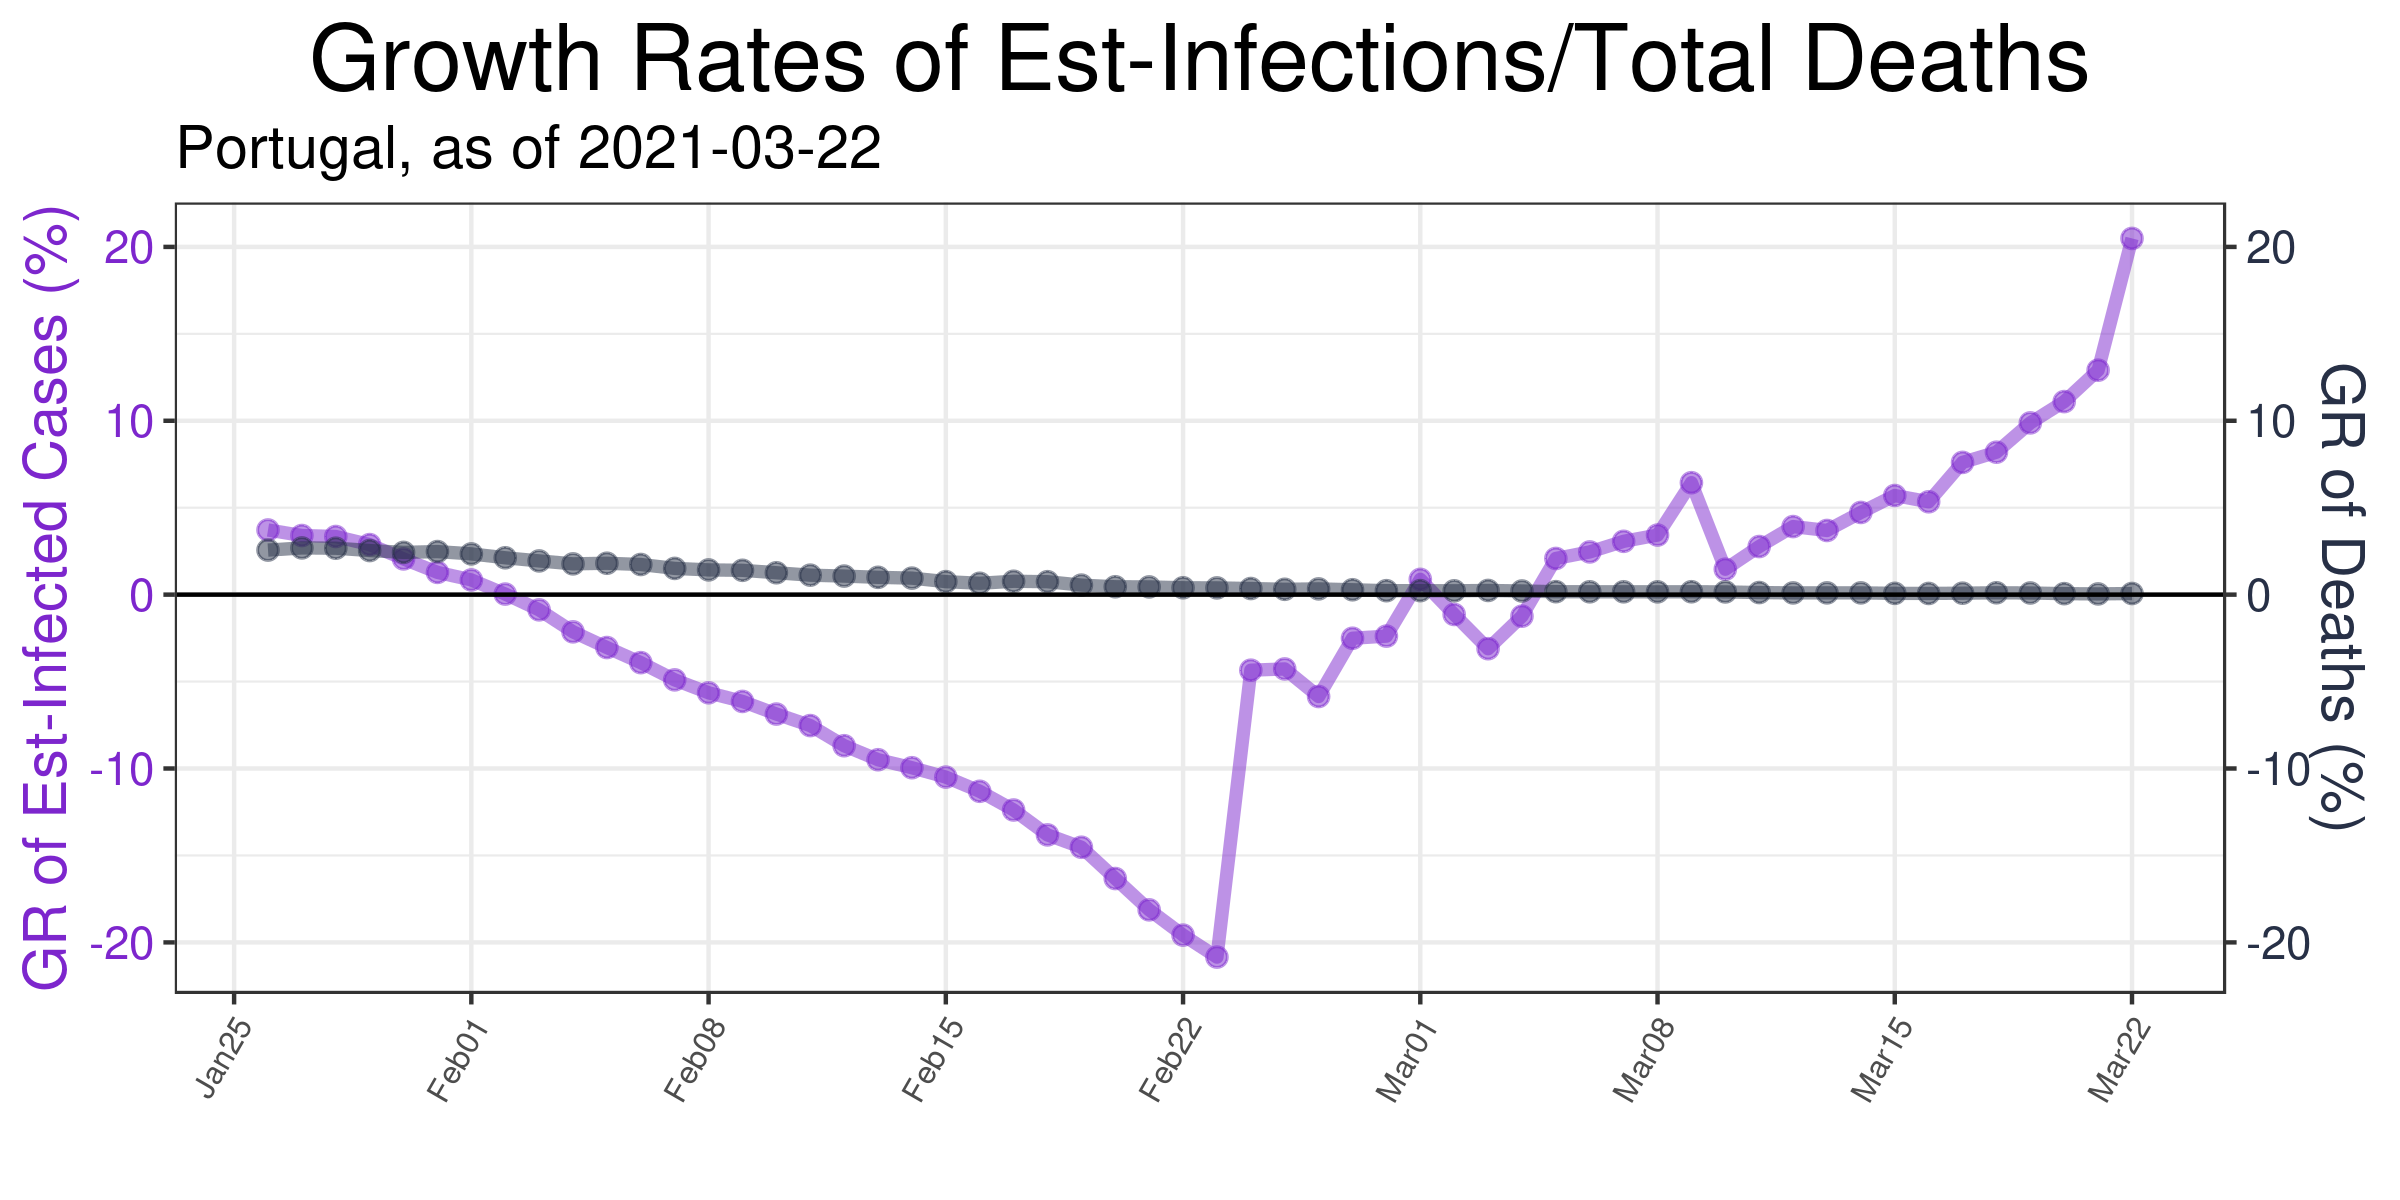 Growth Rates of Est-Infections/Total Deaths
Portugal, as of 2021-03-22
GR of Est-Infected Cases (%)
20
10
0
-10
-20
20
10
0
-10
-20
GR of Deaths (%)
Jan25
Feb01
Feb08
Feb15
Feb22
Mar01
Mar08
Mar15
Mar22